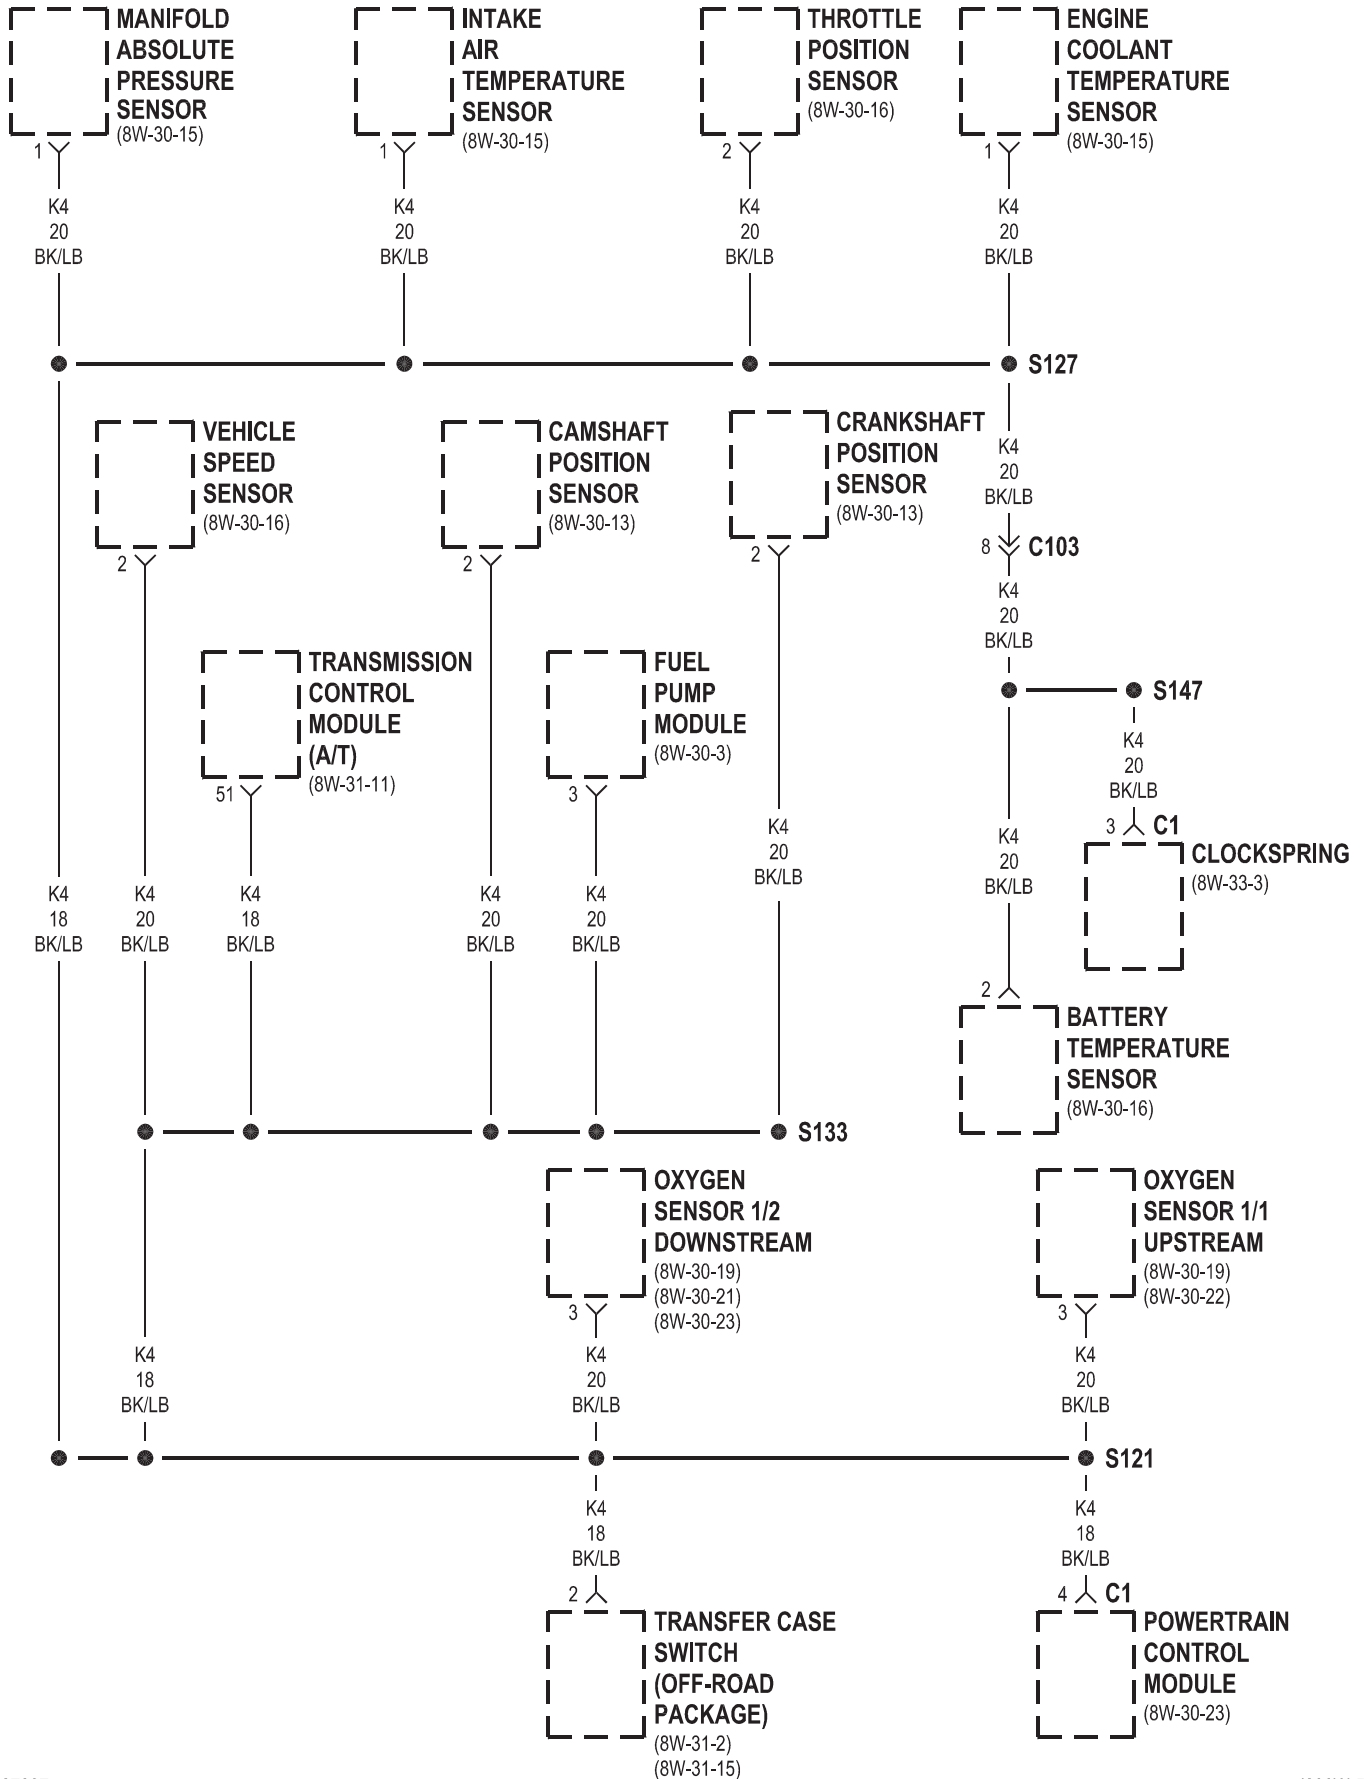 MANIFOLD
ABSOLUTE
PRESSURE
SENSOR
(8W-30-15)
1
K4
20
BK/LB
INTAKE
AIR
TEMPERATURE
SENSOR
(8W-30-15)
1
K4
20
BK/LB
THROTTLE
POSITION
SENSOR
(8W-30-16)
2
K4
20
BK/LB
ENGINE
COOLANT
TEMPERATURE
SENSOR
(8W-30-15)
1
K4
20
BK/LB
S127
VEHICLE
SPEED
SENSOR
(8W-30-16)
2
CAMSHAFT
POSITION
SENSOR
(8W-30-13)
2
CRANKSHAFT
POSITION
SENSOR
(8W-30-13)
2
K4
20
BK/LB
8
C103
K4
20
BK/LB
TRANSMISSION
CONTROL
MODULE
(A/T)
(8W-31-11)
51
FUEL
PUMP
MODULE
(8W-30-3)
3
S147
K4
20
BK/LB
3
C1
CLOCKSPRING
(8W-33-3)
K4
20
BK/LB
K4
20
BK/LB
K4
18
BK/LB
K4
20
BK/LB
K4
18
BK/LB
K4
20
BK/LB
K4
20
BK/LB
2
BATTERY
TEMPERATURE
SENSOR
(8W-30-16)
S133
OXYGEN
SENSOR 1/2
DOWNSTREAM
(8W-30-19)
(8W-30-21)
(8W-30-23)
3
OXYGEN
SENSOR 1/1
UPSTREAM
(8W-30-19)
(8W-30-22)
3
K4
18
BK/LB
K4
20
BK/LB
K4
20
BK/LB
S121
K4
18
BK/LB
K4
18
BK/LB
2
TRANSFER CASE
SWITCH
(OFF-ROAD
PACKAGE)
(8W-31-2)
(8W-31-15)
4
C1
POWERTRAIN
CONTROL
MODULE
(8W-30-23)